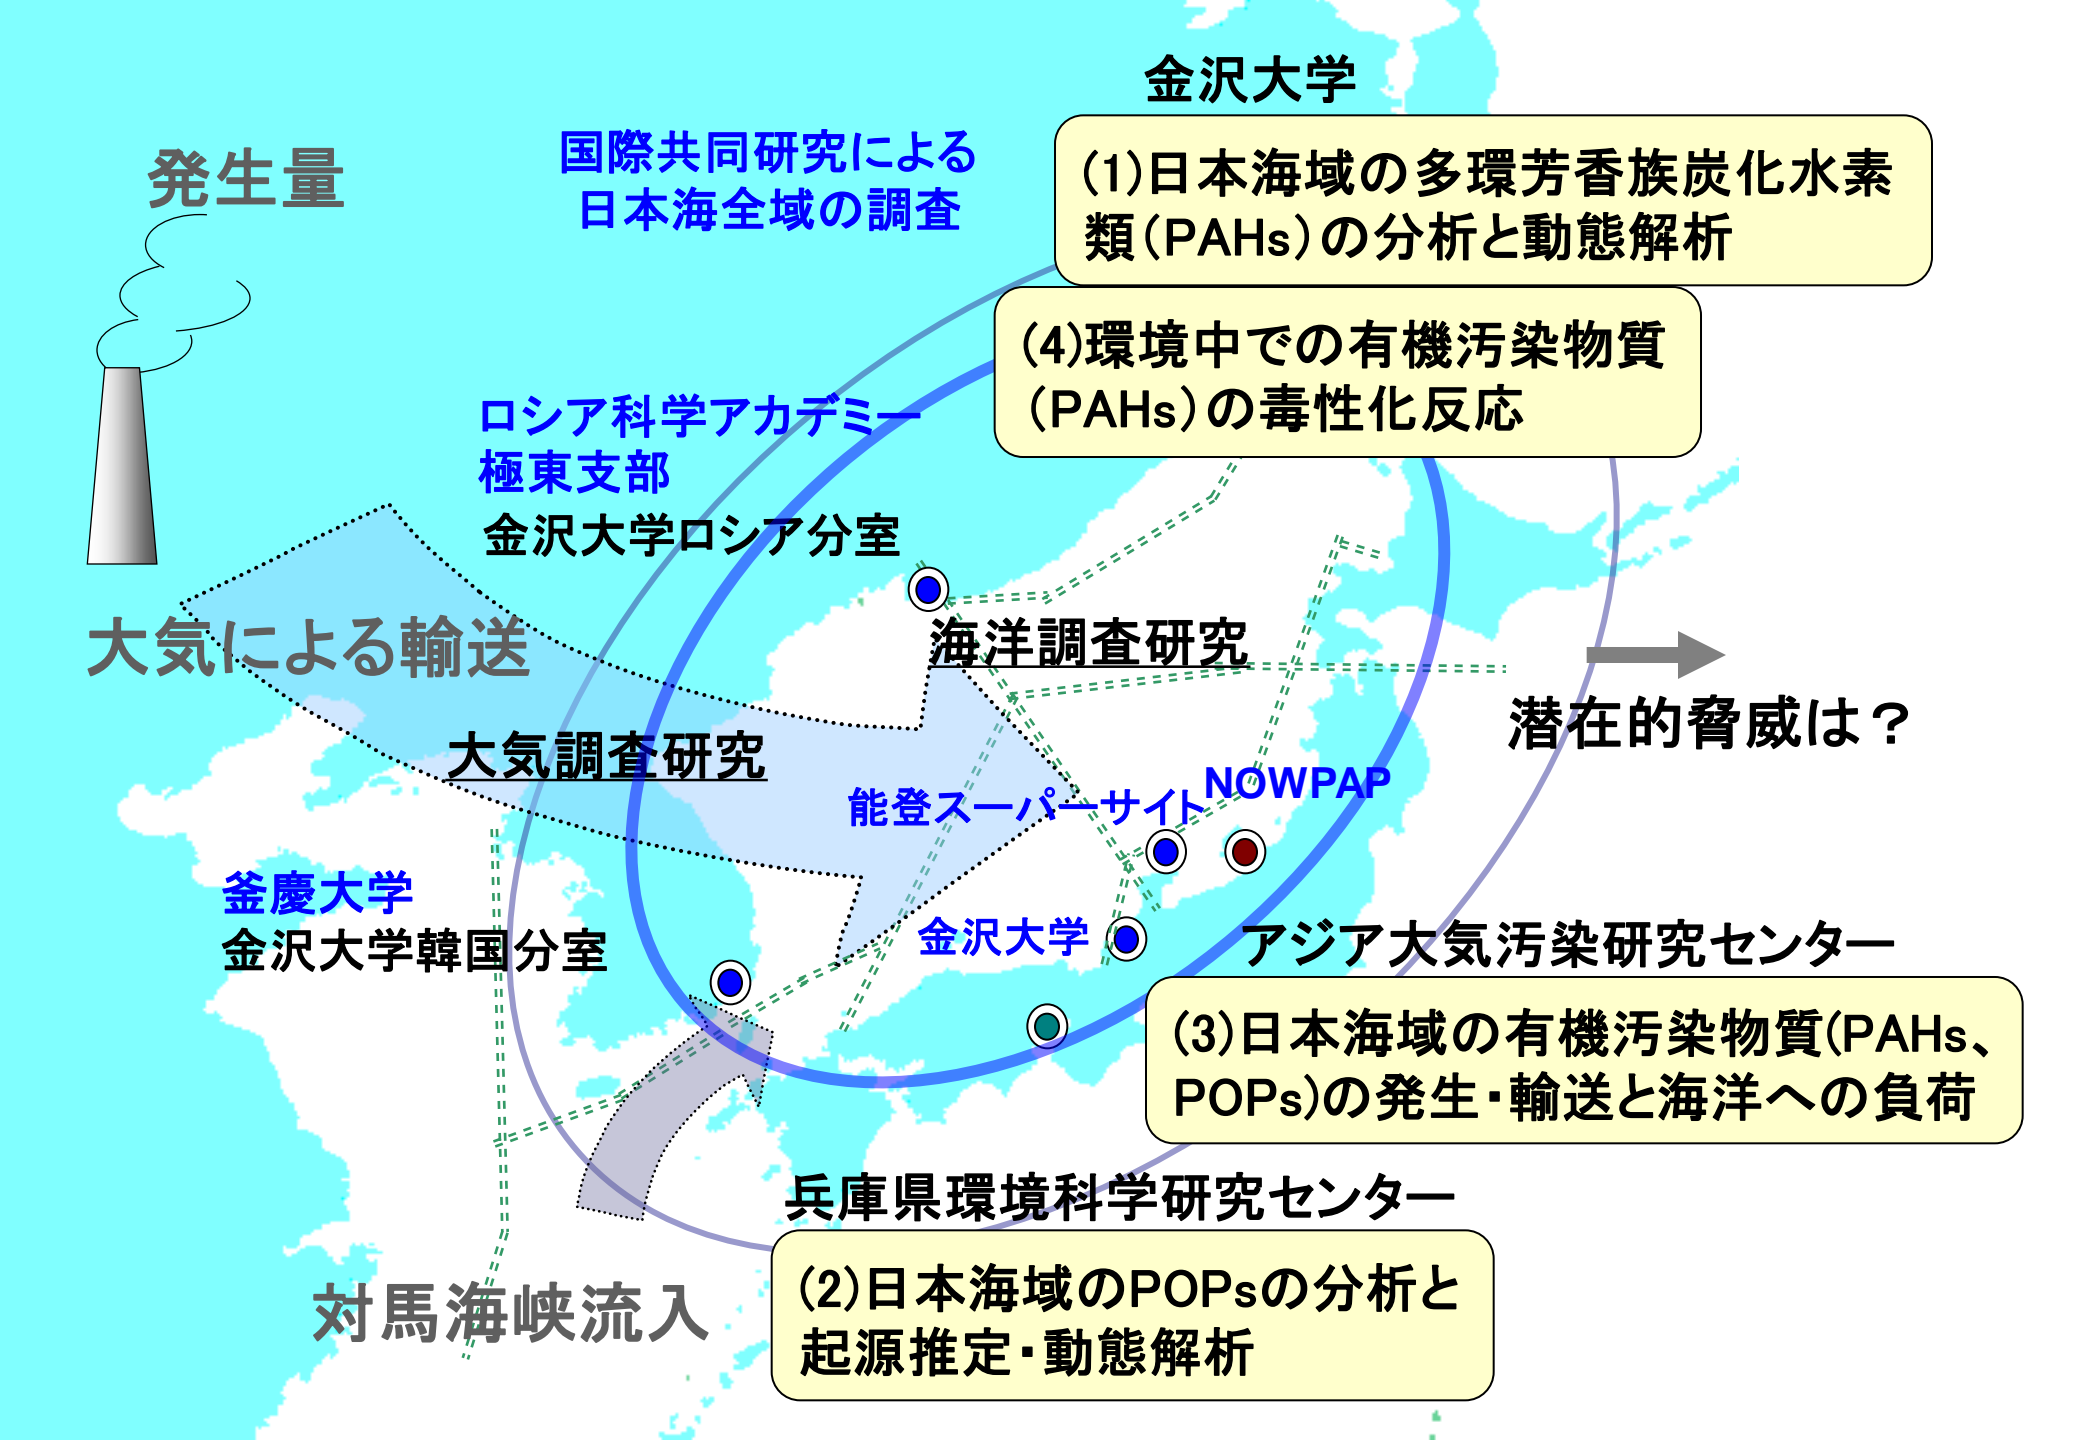 金沢大学
(1)日本海域の多環芳香族炭化水素
類(PAHs)の分析と動態解析
国際共同研究による
日本海全域の調査
発生量
(4)環境中での有機汚染物質
(PAHs)の毒性化反応
ロシア科学アカデミー
極東支部
金沢大学ロシア分室
大気による輸送
海洋調査研究
潜在的脅威は？
大気調査研究
能登スーパーサイト
NOWPAP
釜慶大学
金沢大学韓国分室
金沢大学
アジア大気汚染研究センター
(3)日本海域の有機汚染物質(PAHs、
POPs)の発生・輸送と海洋への負荷
兵庫県環境科学研究センター
(2)日本海域のPOPsの分析と
起源推定・動態解析
対馬海峡流入